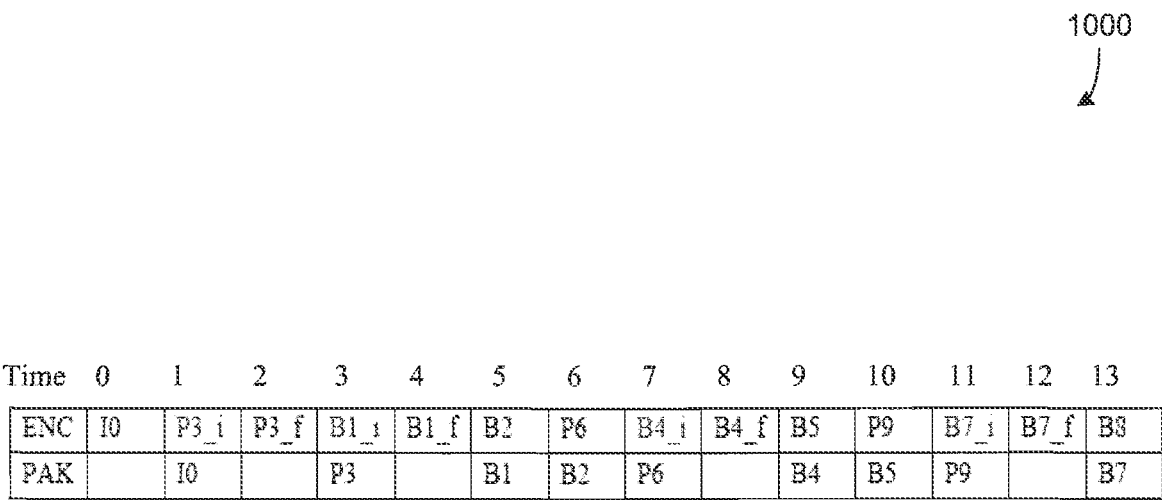 1000
Time 0 1 2 3 4 5 6 7 8 9 10 11 12 13
ENC I0 P3_i P3_f B1_i B1_f B2 P6 B4_i B4_f B5 P9 B7_i B7_f B8
PAK I0 P3 B1 B2 P6 B4 B5 P9 B7